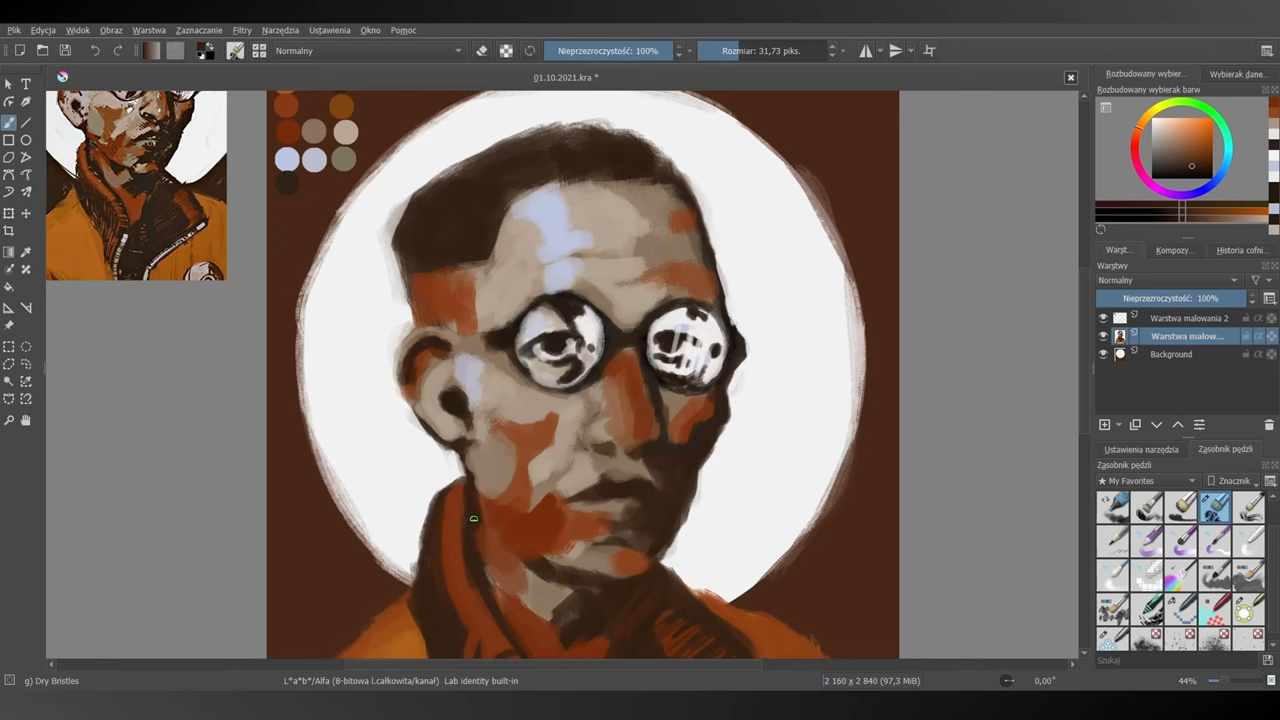 Plik Edycja Widok Obraz Warstwa Zaznaczanie Filtry Narzędzia Ustawienia Okno Pomoc
Normalny Nieprzezroczystość: 100% Rozmiar: 31,73 piks.
01.10.2021.kra *
Rozbudowany wybier... Wybierak dane...
Rozbudowany wybierak barw
Warst... Kompozy... Historia cofni...
Warstwy
Normalny
Nieprzezroczystość: 100%
Warstwa malowania 2
Warstwa malow...
Background
Ustawienia narzędzia Zasobnik pędzli
Zasobnik pędzli
★ My Favorites Znacznik
Szukaj
g) Dry Bristles L*a*b*/Alfa (8-bitowa l.całkowita/kanał) Lab identity built-in 2 160 x 2 840 (97,3 MiB) 0,00° 44%